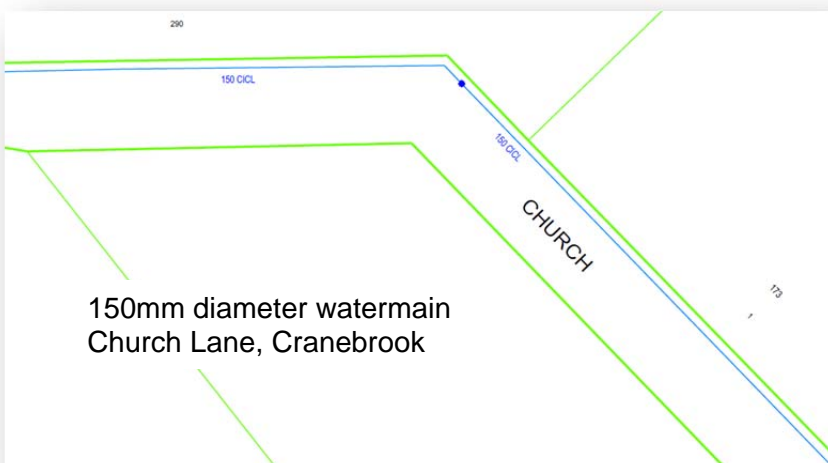 290
150 CICL
150 CICL
CHURCH
173
1
150mm diameter watermain
Church Lane, Cranebrook